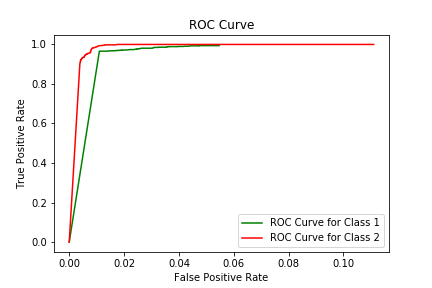 ROC Curve
True Positive Rate
1.0
0.8
0.6
0.4
0.2
0.0
ROC Curve for Class 1
ROC Curve for Class 2
0.00 0.02 0.04 0.06 0.08 0.10
False Positive Rate